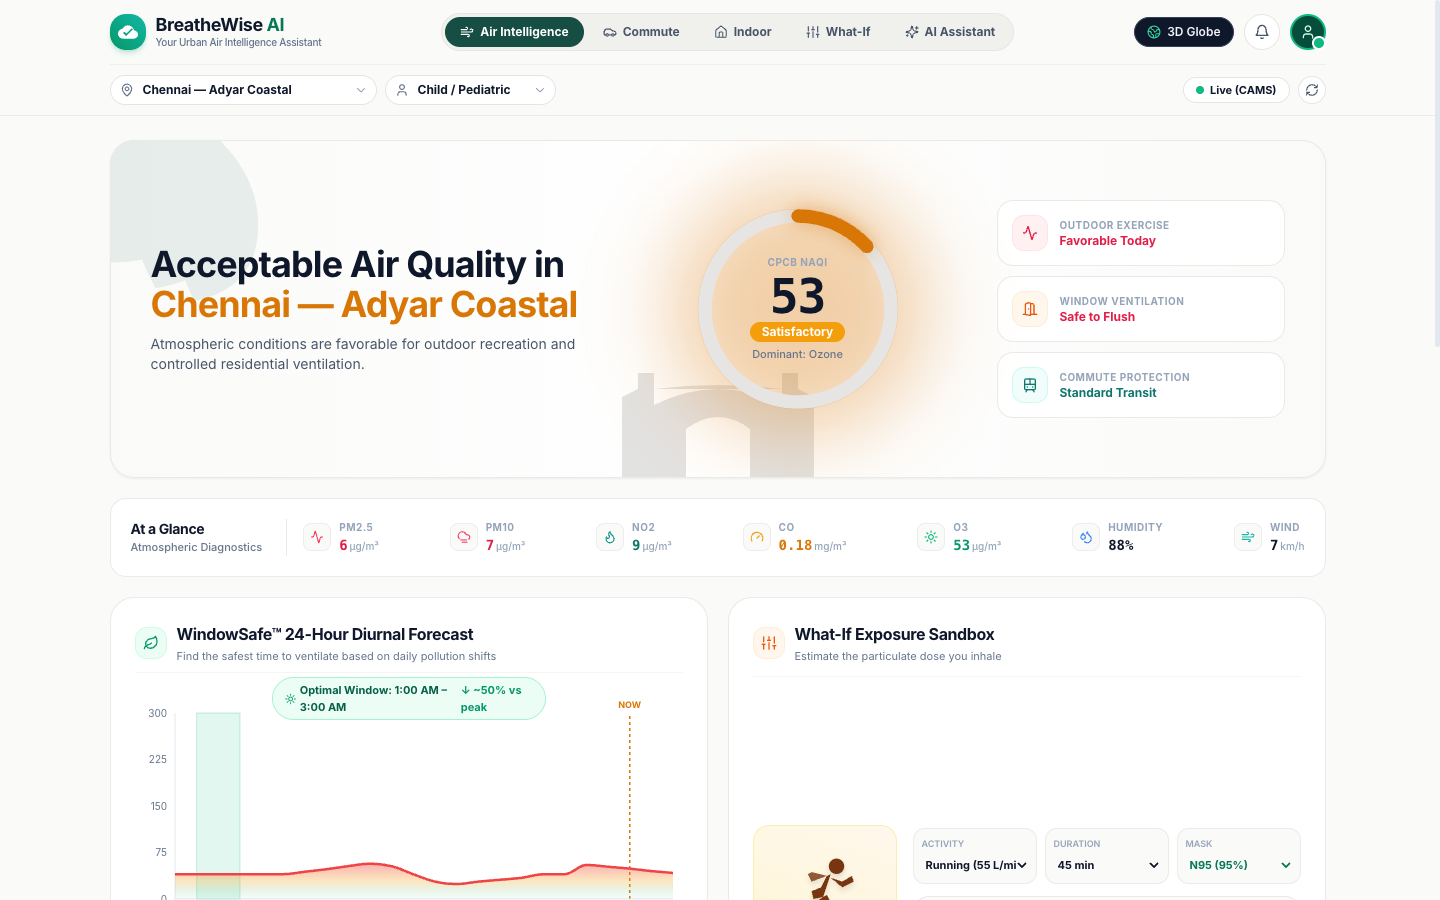 BreatheWise AI
Your Urban Air Intelligence Assistant
Air Intelligence
Commute
Indoor
What-If
AI Assistant
3D Globe
Chennai — Adyar Coastal
Child / Pediatric
Live (CAMS)
Acceptable Air Quality in
Chennai — Adyar Coastal
Atmospheric conditions are favorable for outdoor recreation and
controlled residential ventilation.
CPCB NAQI
53
Satisfactory
Dominant: Ozone
OUTDOOR EXERCISE
Favorable Today
WINDOW VENTILATION
Safe to Flush
COMMUTE PROTECTION
Standard Transit
At a Glance
Atmospheric Diagnostics
PM2.5
6 µg/m³
PM10
7 µg/m³
NO2
9 µg/m³
CO
0.18 mg/m³
O3
53 µg/m³
HUMIDITY
88%
WIND
7 km/h
WindowSafe™ 24-Hour Diurnal Forecast
Find the safest time to ventilate based on daily pollution shifts
Optimal Window: 1:00 AM –
3:00 AM
↓ ~50% vs
peak
NOW
300
225
150
75
0
What-If Exposure Sandbox
Estimate the particulate dose you inhale
ACTIVITY
Running (55 L/mi
DURATION
45 min
MASK
N95 (95%)